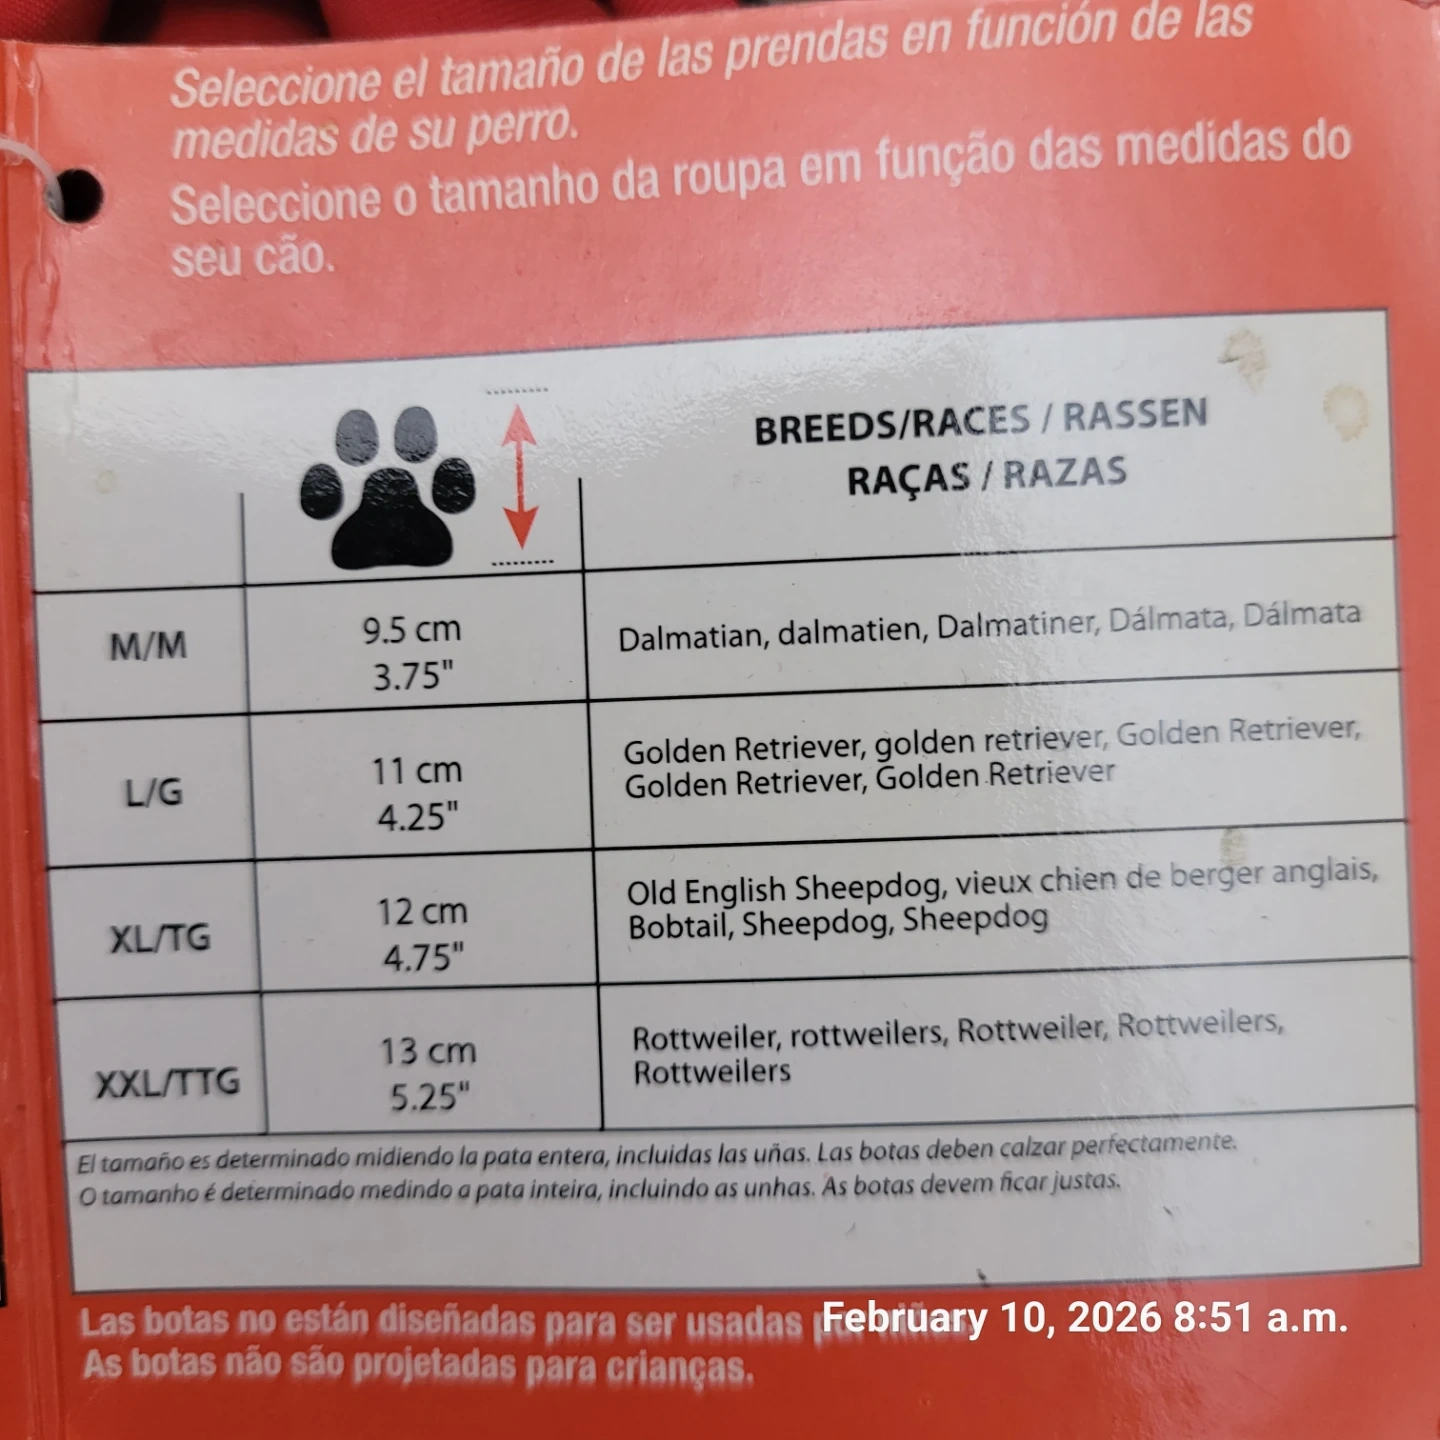 Seleccione el tamaño de las prendas en función de las
medidas de su perro.
Seleccione o tamanho da roupa em função das medidas do
seu cão.
BREEDS/RACES / RASSEN
RAÇAS / RAZAS
M/M
9.5 cm
3.75"
Dalmatian, dalmatien, Dalmatiner, Dálmata, Dálmata
L/G
11 cm
4.25"
Golden Retriever, golden retriever, Golden Retriever,
Golden Retriever, Golden Retriever
XL/TG
12 cm
4.75"
Old English Sheepdog, vieux chien de berger anglais,
Bobtail, Sheepdog, Sheepdog
XXL/TTG
13 cm
5.25"
Rottweiler, rottweilers, Rottweiler, Rottweilers,
Rottweilers
El tamaño es determinado midiendo la pata entera, incluidas las uñas. Las botas deben calzar perfectamente.
O tamanho é determinado medindo a pata inteira, incluindo as unhas. As botas devem ficar justas.
Las botas no están diseñadas para ser usadas
February 10, 2026 8:51 a.m.
As botas não são projetadas para crianças.